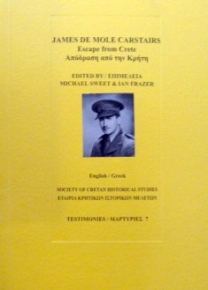 JAMES DE MOLE CARSTAIRS
Escape from Crete
Απόδραση από την Κρήτη
EDITED BY / ΕΠΙΜΕΛΕΙΑ
MICHAEL SWEET & IAN FRAZER
English / Greek
SOCIETY OF CRETAN HISTORICAL STUDIES
ΕΤΑΙΡΙΑ ΚΡΗΤΙΚΩΝ ΙΣΤΟΡΙΚΩΝ ΜΕΛΕΤΩΝ
TESTIMONIES / ΜΑΡΤΥΡΙΕΣ 7